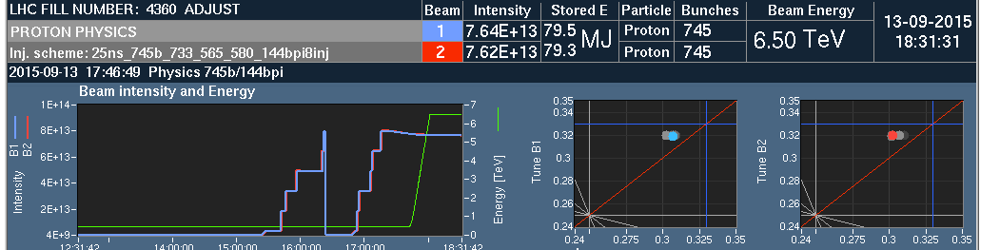 LHC FILL NUMBER: 4360 ADJUST
Beam Intensity Stored E Particle Bunches Beam Energy 13-09-2015 18:31:31
PROTON PHYSICS
1 7.64E+13 79.5 MJ Proton 745 6.50 TeV
Inj. scheme: 25ns_745b_733_565_580_144bpi8inj
2 7.62E+13 79.3 Proton 745
2015-09-13 17:46:49 Physics 745b/144bpi
Beam intensity and Energy
Intensity B1 B2
1E+14
8E+13
6E+13
4E+13
2E+13
4E+9
12:31:42 14:00:00 15:00:00 16:00:00 17:00:00 18:31:42
7
6
5
4
3
2
1
0
Energy [TeV]
Tune B1
0.35
0.34
0.32
0.3
0.28
0.26
0.24
0.24 0.275 0.3 0.325 0.35
Tune B2
0.35
0.34
0.32
0.3
0.28
0.26
0.24
0.24 0.275 0.3 0.325 0.35